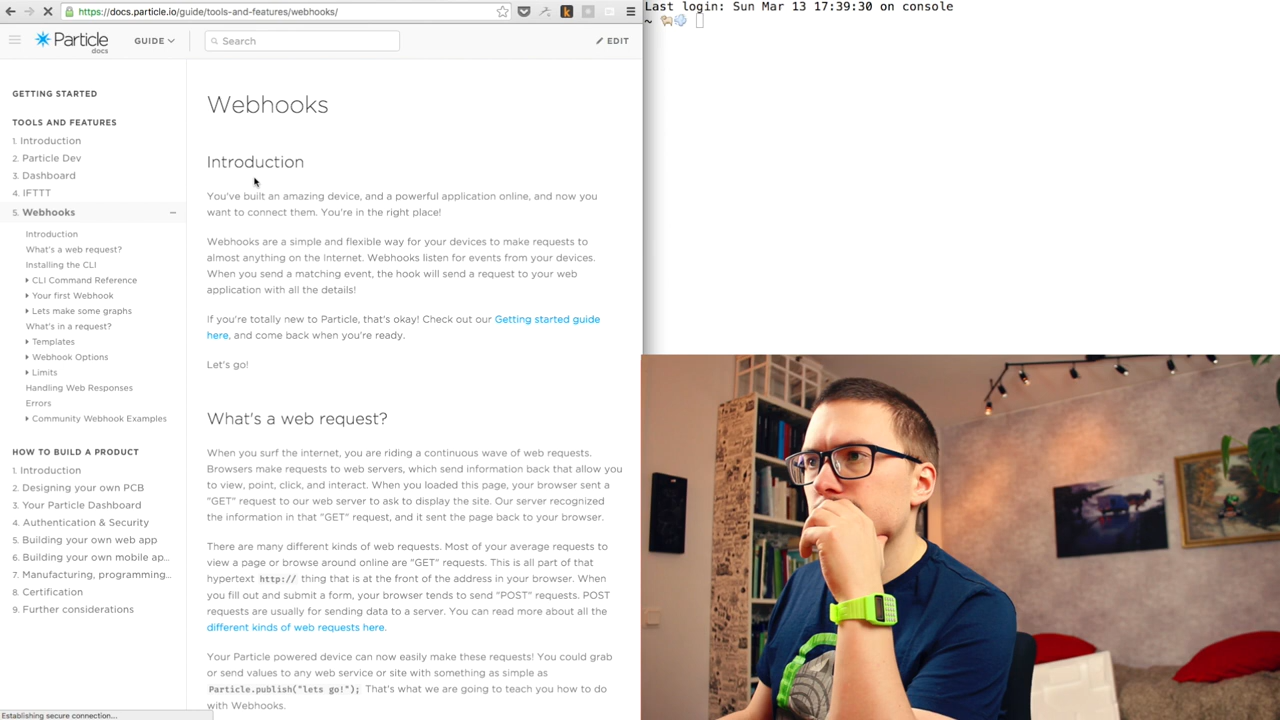 https://docs.particle.io/guide/tools-and-features/webhooks/
Particle
docs
GUIDE
Search
EDIT
GETTING STARTED
TOOLS AND FEATURES
1. Introduction
2. Particle Dev
3. Dashboard
4. IFTTT
5. Webhooks
Introduction
What's a web request?
Installing the CLI
CLI Command Reference
Your first Webhook
Lets make some graphs
What's in a request?
Templates
Webhook Options
Limits
Handling Web Responses
Errors
Community Webhook Examples
HOW TO BUILD A PRODUCT
1. Introduction
2. Designing your own PCB
3. Your Particle Dashboard
4. Authentication & Security
5. Building your own web app
6. Building your own mobile ap...
7. Manufacturing, programming...
8. Certification
9. Further considerations
Webhooks
Introduction
You've built an amazing device, and a powerful application online, and now you
want to connect them. You're in the right place!
Webhooks are a simple and flexible way for your devices to make requests to
almost anything on the Internet. Webhooks listen for events from your devices.
When you send a matching event, the hook will send a request to your web
application with all the details!
If you're totally new to Particle, that's okay! Check out our Getting started guide
here, and come back when you're ready.
Let's go!
What's a web request?
When you surf the internet, you are riding a continuous wave of web requests.
Browsers make requests to web servers, which send information back that allow you
to view, point, click, and interact. When you loaded this page, your browser sent a
"GET" request to our web server to ask to display the site. Our server recognized
the information in that "GET" request, and it sent the page back to your browser.
There are many different kinds of web requests. Most of your average requests to
view a page or browse around online are "GET" requests. This is all part of that
hypertext http:// thing that is at the front of the address in your browser. When
you fill out and submit a form, your browser tends to send "POST" requests. POST
requests are usually for sending data to a server. You can read more about all the
different kinds of web requests here.
Your Particle powered device can now easily make these requests! You could grab
or send values to any web service or site with something as simple as
Particle.publish("lets go!"); That's what we are going to teach you how to do
with Webhooks.
Establishing secure connection...
Last login: Sun Mar 13 17:39:30 on console
~